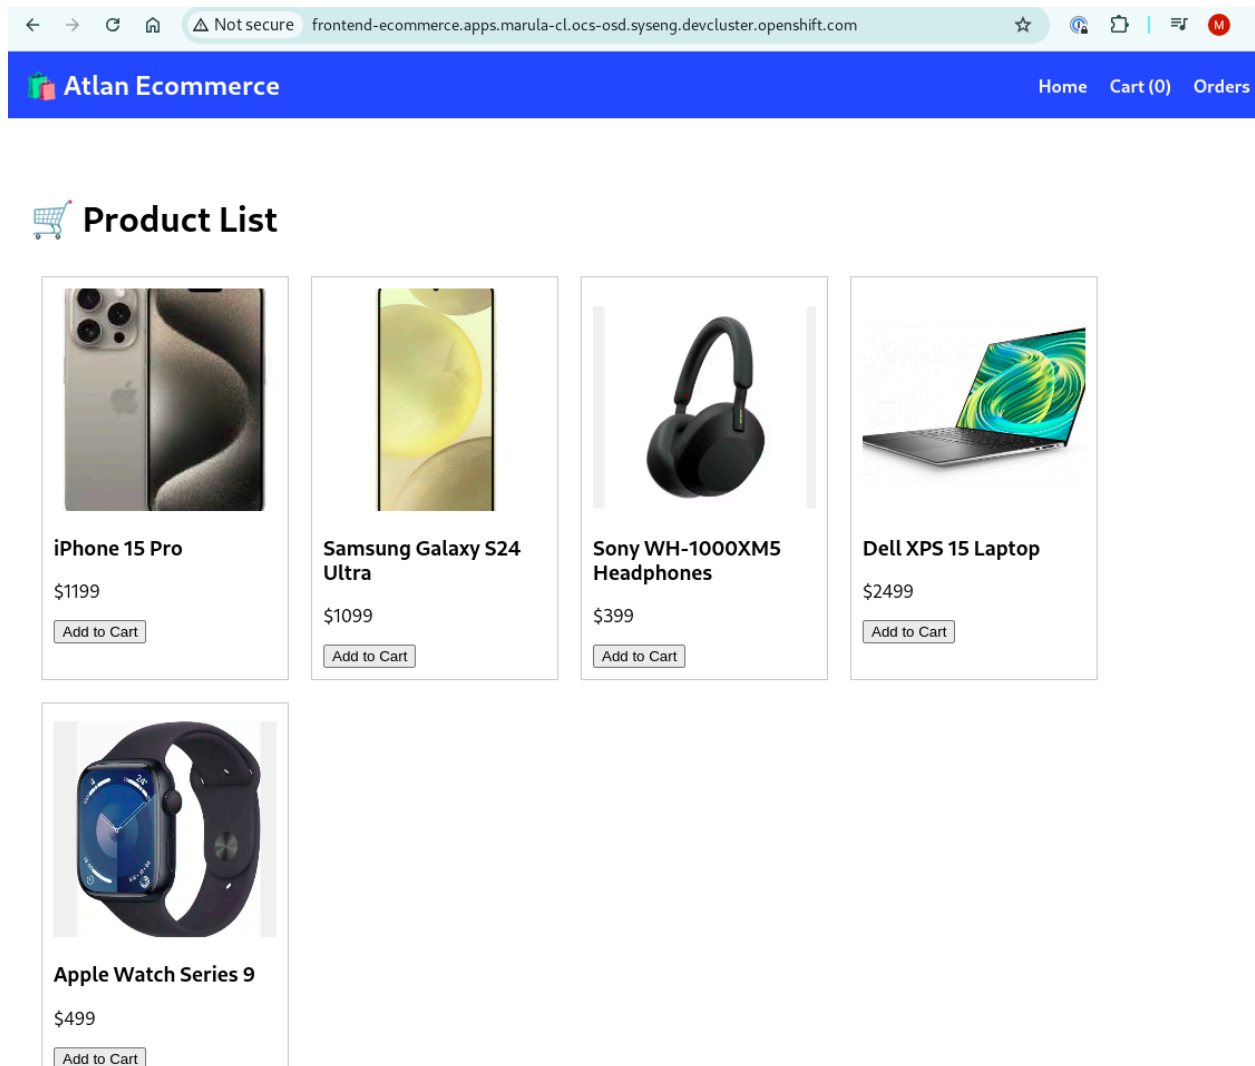 Not secure frontend-ecommerce.apps.marula-cl.ocs-osd.syseng.devcluster.openshift.com M
Atlan Ecommerce Home Cart (0) Orders
Product List
iPhone 15 Pro
$1199
Add to Cart
Samsung Galaxy S24
Ultra
$1099
Add to Cart
Sony WH-1000XM5
Headphones
$399
Add to Cart
Dell XPS 15 Laptop
$2499
Add to Cart
Apple Watch Series 9
$499
Add to Cart